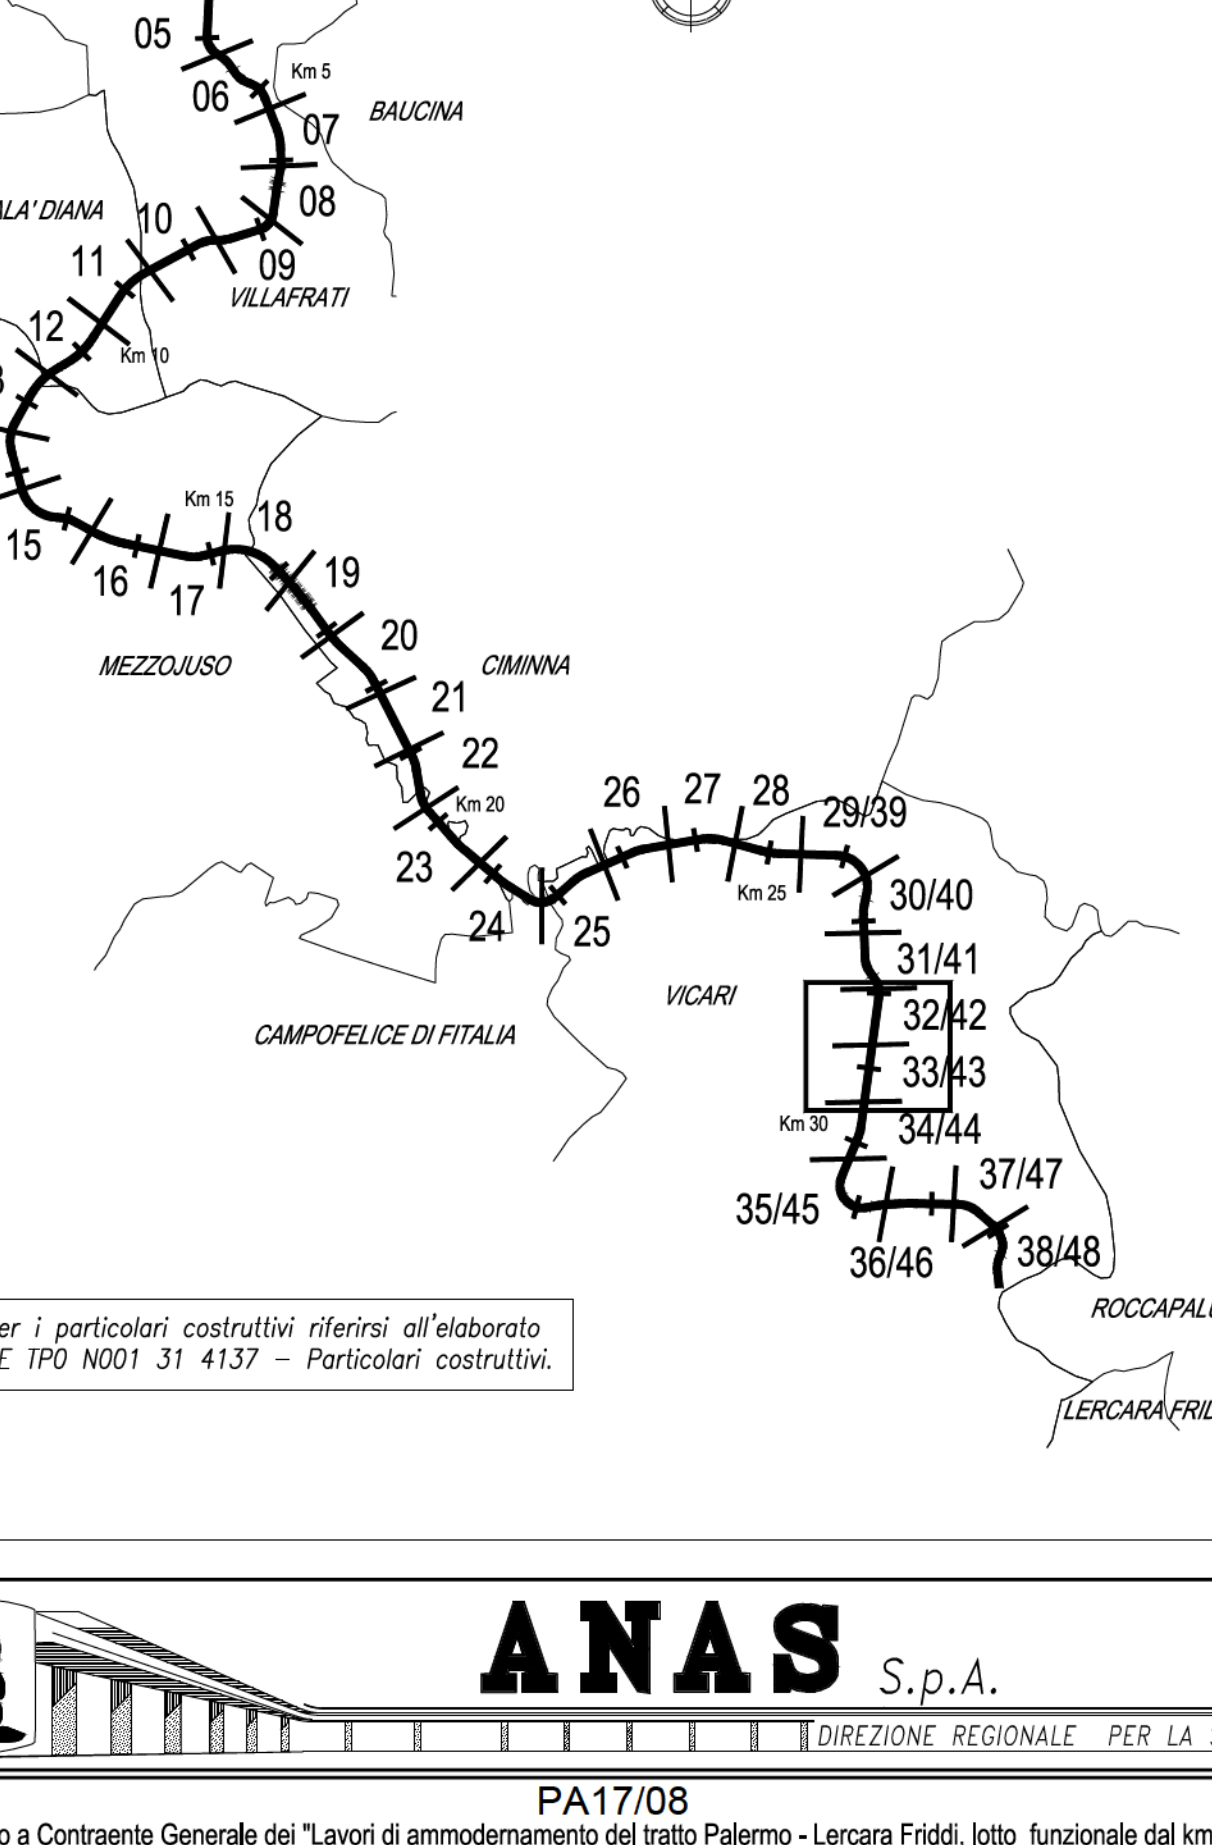 05
Km 5
06
BAUCINA
07
08
10
09
11
VILLAFRATI
12
Km 10
Km 15
18
15
16
17
19
20
MEZZOJUSO
CIMINNA
21
22
Km 20
26
27
28
29/39
23
Km 25
30/40
24
25
31/41
VICARI
32/42
CAMPOFELICE DI FITALIA
33/43
Km 30
34/44
37/47
35/45
36/46
38/48
i particolari costruttivi riferirsi all'elaborato
TP0 N001 31 4137 – Particolari costruttivi.
LERCARA
ANAS
S.p.A.
DIREZIONE REGIONALE PER LA
PA17/08
a Contraente Generale dei "Lavori di ammodernamento del tratto Palermo - Lercara Friddi, lotto funzionale dal km